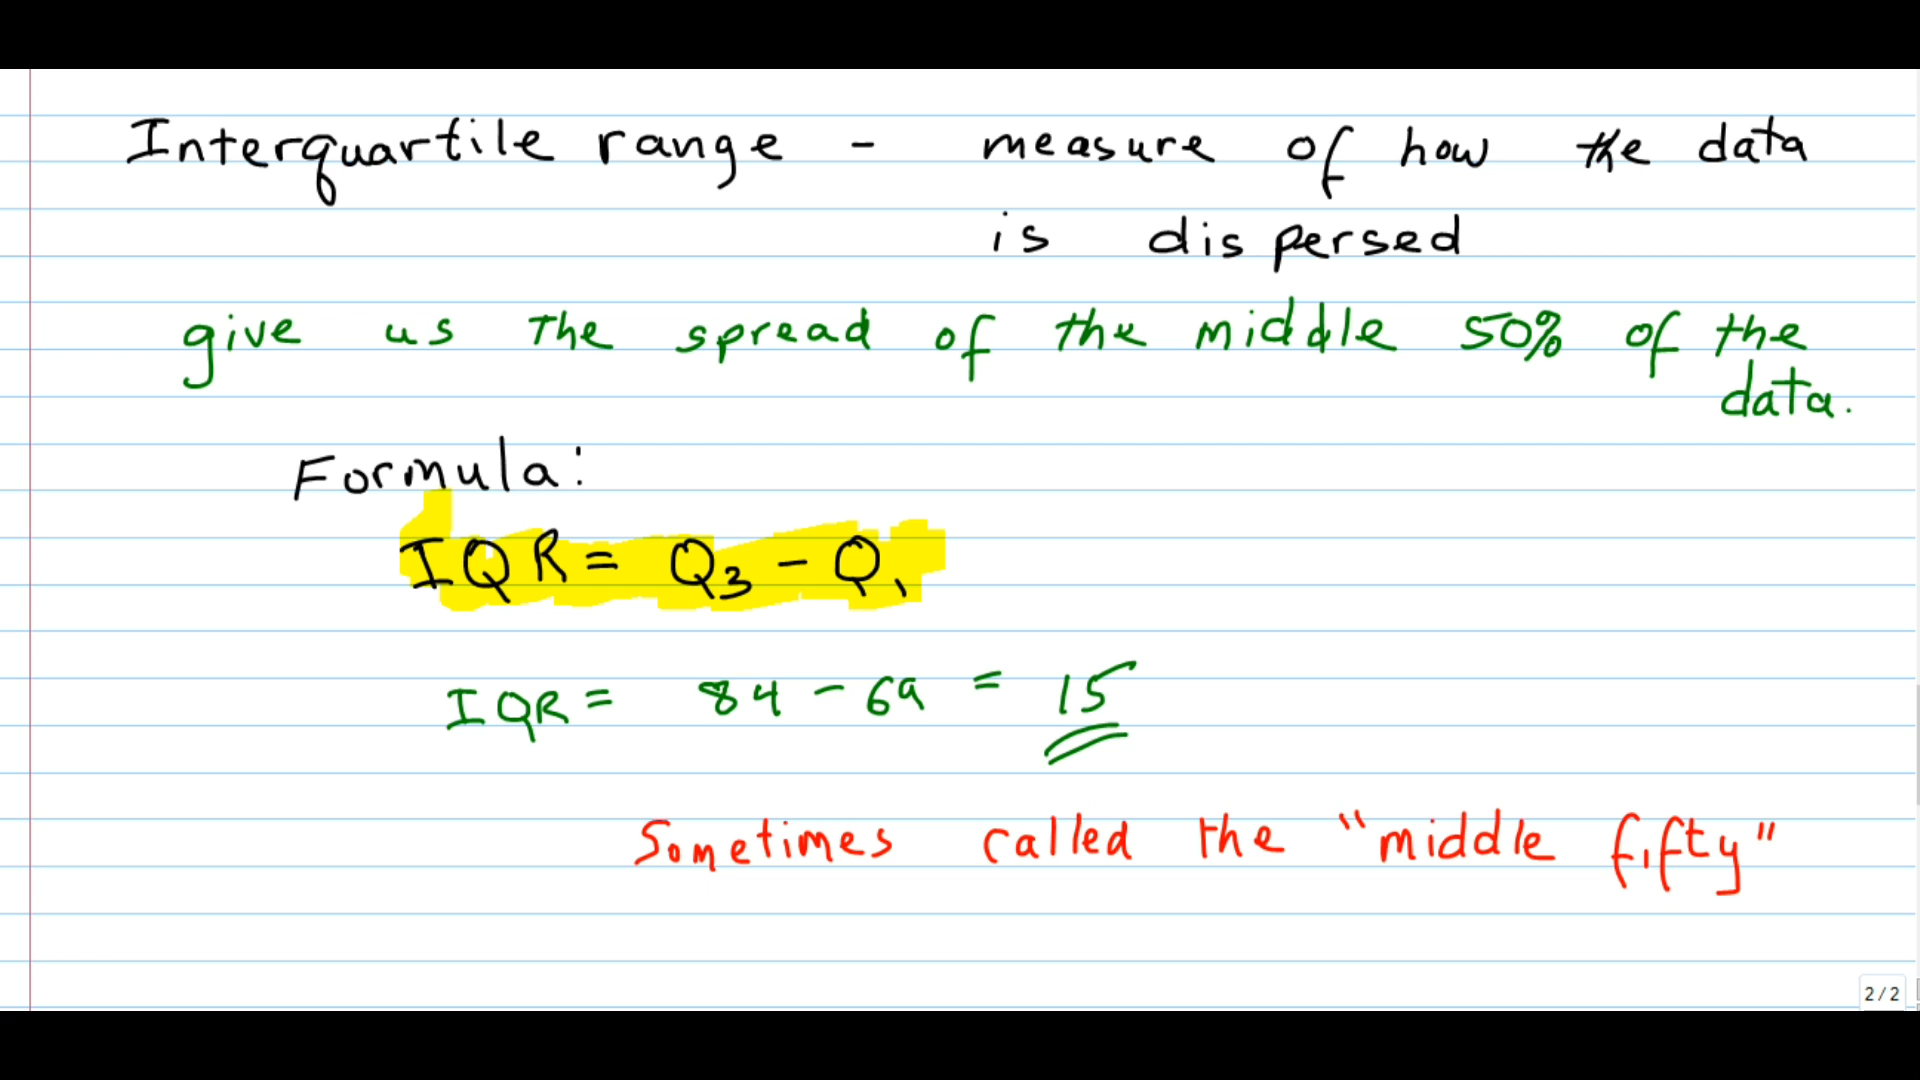 Interquartile range - measure of how the data
is dispersed
give us the spread of the middle 50% of the
data.
Formula:
IQR = Q₃ - Q₁
IQR = 84 - 69 = 15
Sometimes called the "middle fifty"
2/2